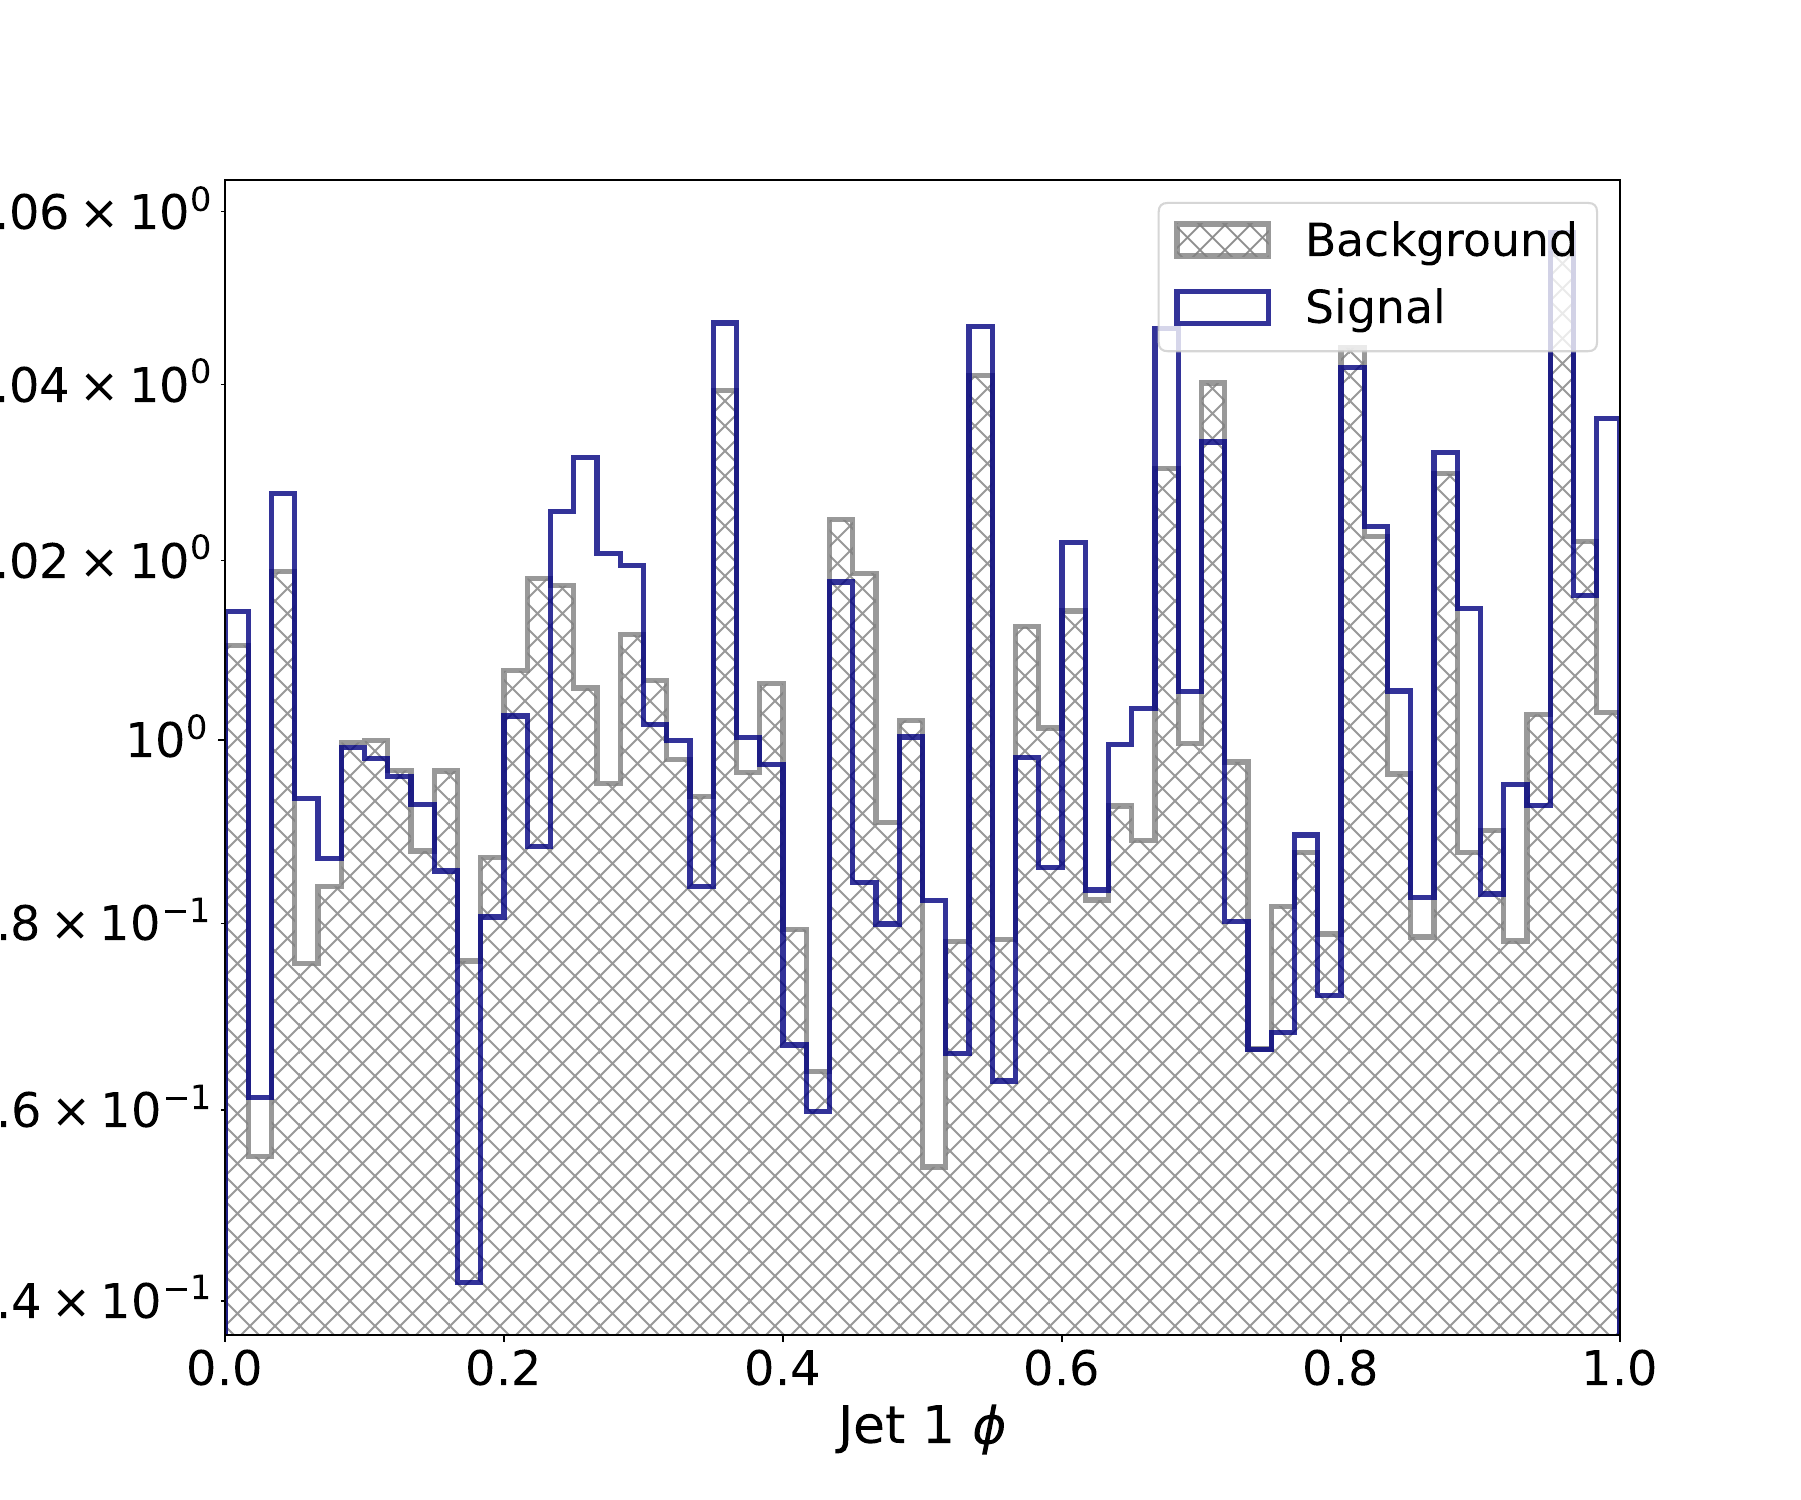 .06 × 10⁰
.04 × 10⁰
.02 × 10⁰
10⁰
.8 × 10⁻¹
.6 × 10⁻¹
.4 × 10⁻¹
Background
Signal
0.0 0.2 0.4 0.6 0.8 1.0
Jet 1 ϕ